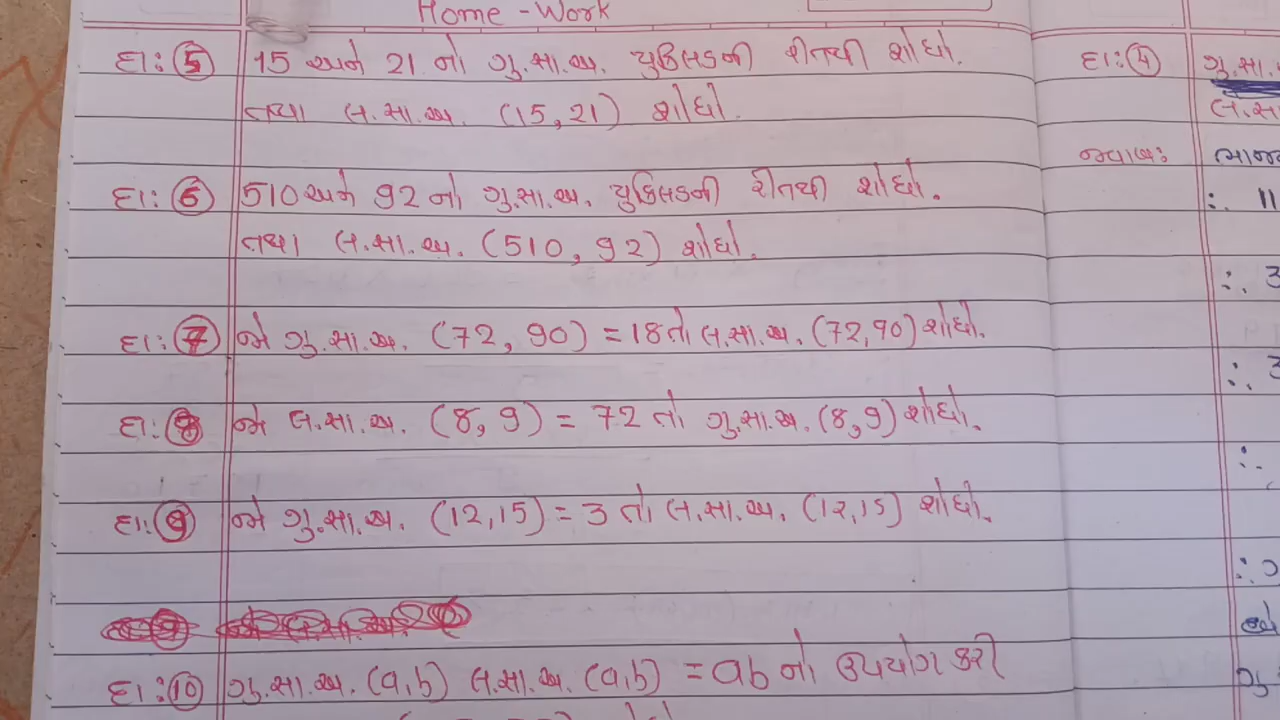 Home - Work
દા: 5 15 અને 21 નો ગુ.સા.અ. યુક્લિડની રીતથી શોધો.
તથા લ.સા.અ. (15, 21) શોધો.
દા: 6 510 અને 92 નો ગુ.સા.અ. યુક્લિડની રીતથી શોધો.
તથા લ.સા.અ. (510, 92) શોધો.
દા: 7 જો ગુ.સા.અ. (72, 90) = 18 તો લ.સા.અ. (72, 90) શોધો.
દા: 8 જો લ.સા.અ. (8, 9) = 72 તો ગુ.સા.અ. (8, 9) શોધો.
દા: 9 જો ગુ.સા.અ. (12, 15) = 3 તો લ.સા.અ. (12, 15) શોધો.
દા: 10 ગુ.સા.અ. (a, b) લ.સા.અ. (a, b) = ab નો ઉપયોગ કરી
દા: 4 ગુ.સા.
લ.સા
જવાબ:
∴ 11